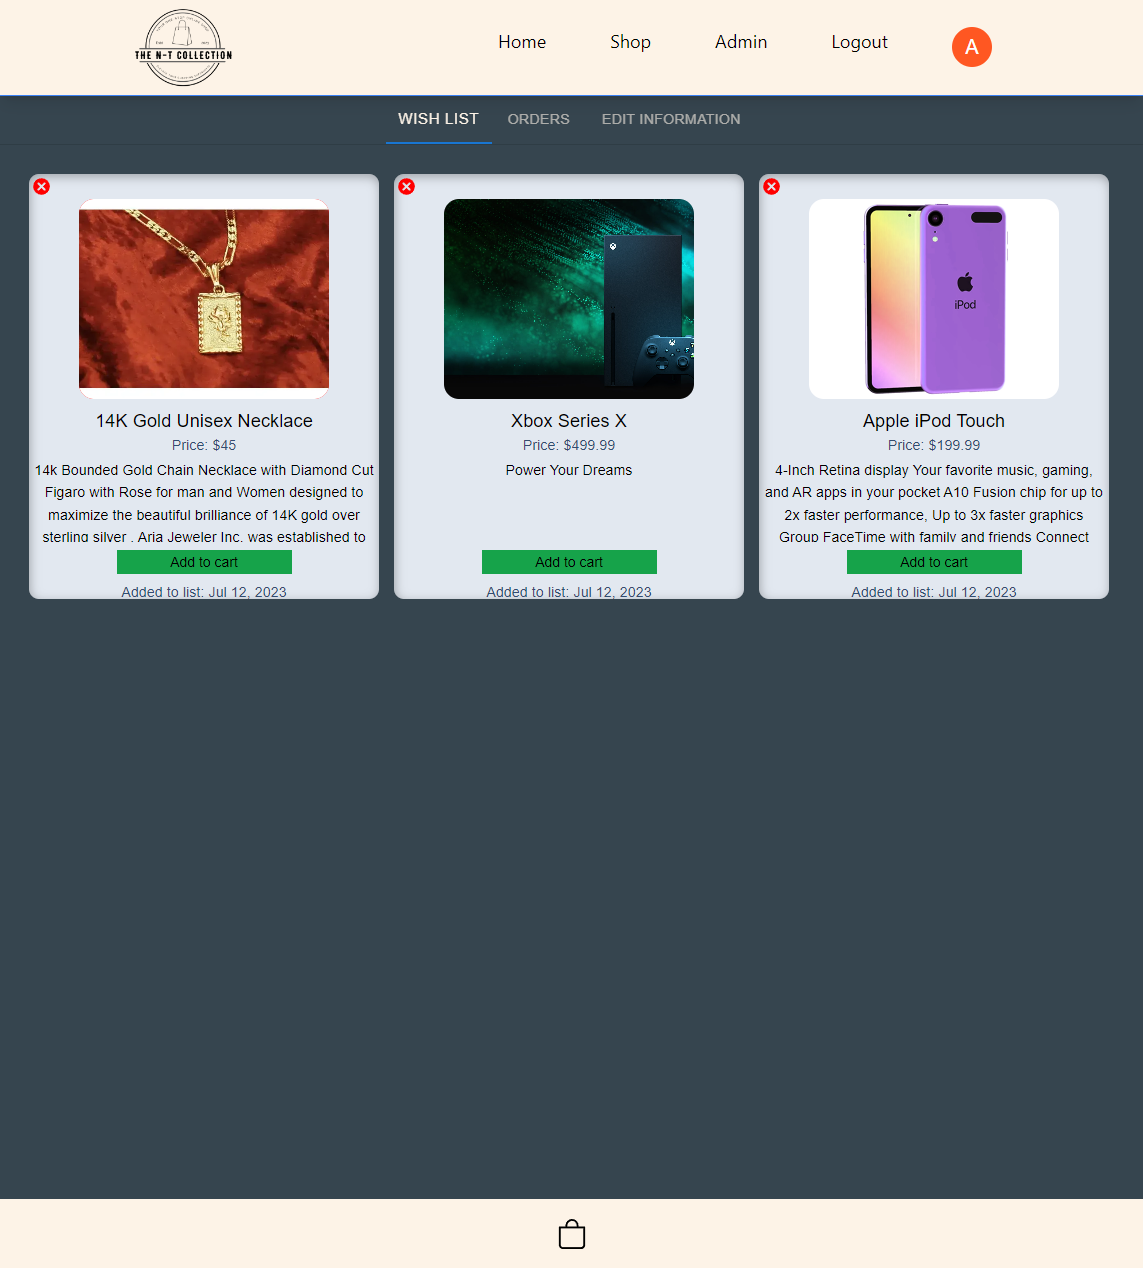 THE N-T COLLECTION
Home
Shop
Admin
Logout
A
WISH LIST
ORDERS
EDIT INFORMATION
14K Gold Unisex Necklace
Price: $45
14k Bounded Gold Chain Necklace with Diamond Cut
Figaro with Rose for man and Women designed to
maximize the beautiful brilliance of 14K gold over
sterling silver . Aria Jeweler Inc. was established to
Add to cart
Added to list: Jul 12, 2023
Xbox Series X
Price: $499.99
Power Your Dreams
Add to cart
Added to list: Jul 12, 2023
iPod
Apple iPod Touch
Price: $199.99
4-Inch Retina display Your favorite music, gaming,
and AR apps in your pocket A10 Fusion chip for up to
2x faster performance, Up to 3x faster graphics
Group FaceTime with family and friends Connect
Add to cart
Added to list: Jul 12, 2023